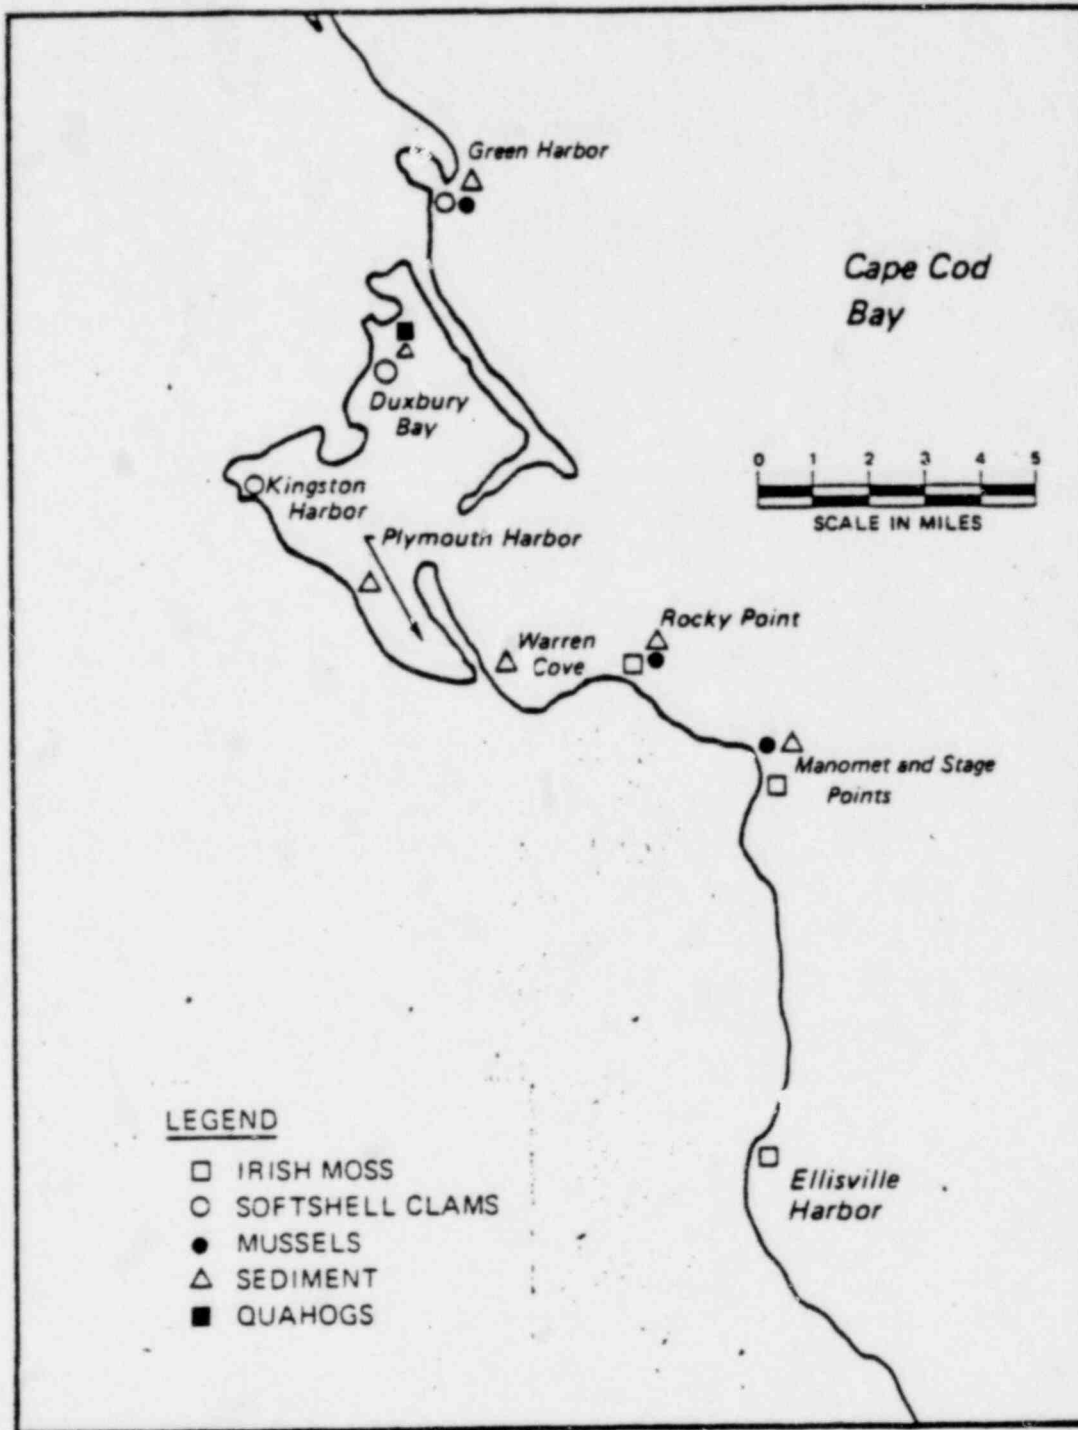 Green Harbor
Cape Cod
Bay
Duxbury
Bay
Kingston
Harbor
Plymouth Harbor
0 1 2 3 4 5
SCALE IN MILES
Rocky Point
Warren
Cove
Manomet and Stage
Points
Ellisville
Harbor
LEGEND
IRISH MOSS
SOFTSHELL CLAMS
MUSSELS
SEDIMENT
QUAHOGS